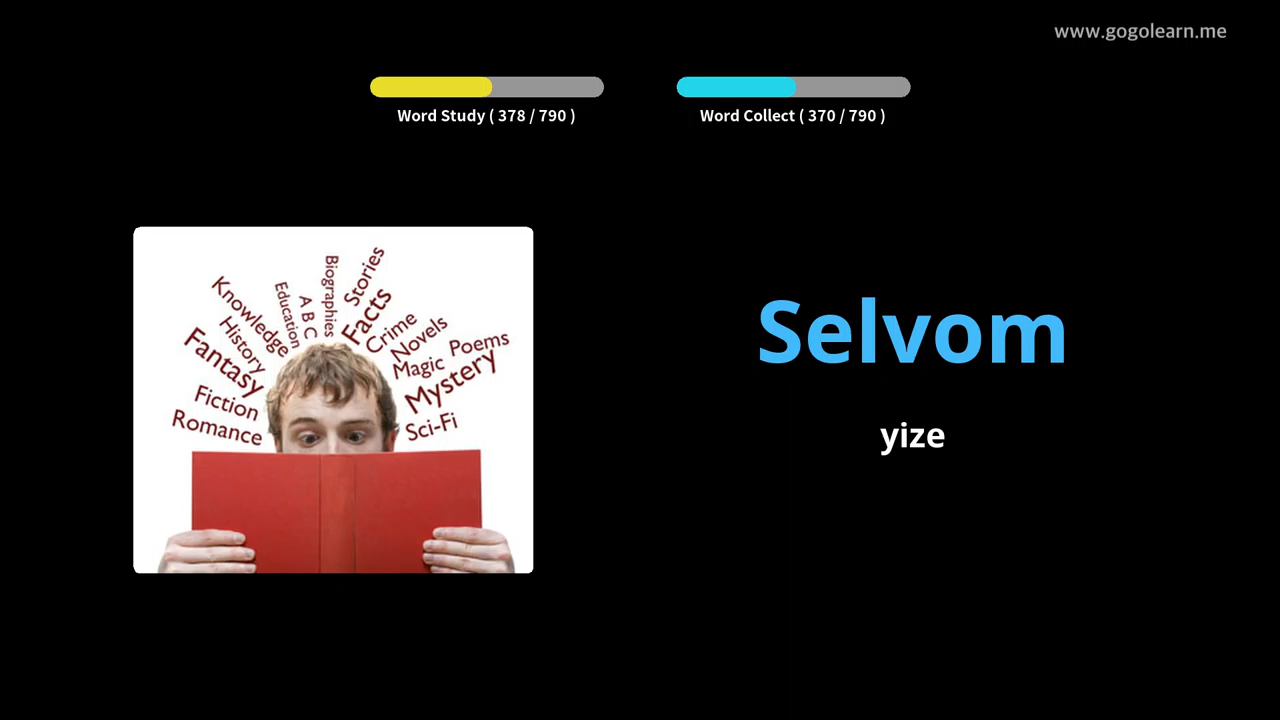 www.gogolearn.me
Word Study ( 378 / 790 )
Word Collect ( 370 / 790 )
Stories
Biographies
A B C
Education
Knowledge
Facts
Crime
Novels
History
Fantasy
Magic
Poems
Mystery
Fiction
Romance
Sci-Fi
Selvom
yize